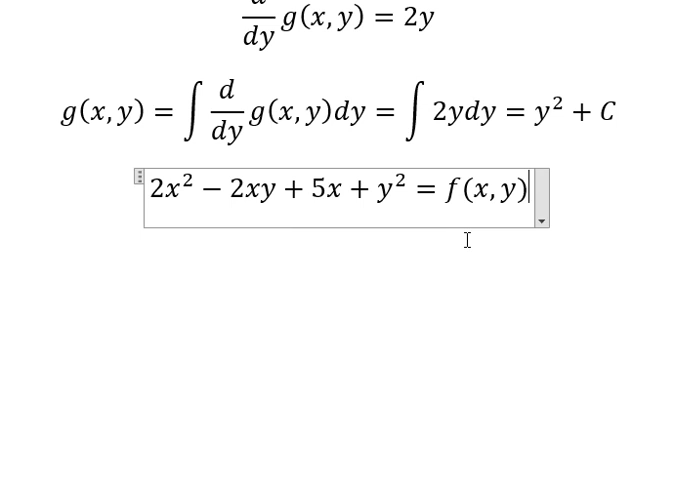 d/dy g(x, y) = 2y
g(x, y) = ∫ d/dy g(x, y)dy = ∫ 2ydy = y² + C
2x² − 2xy + 5x + y² = f(x, y)